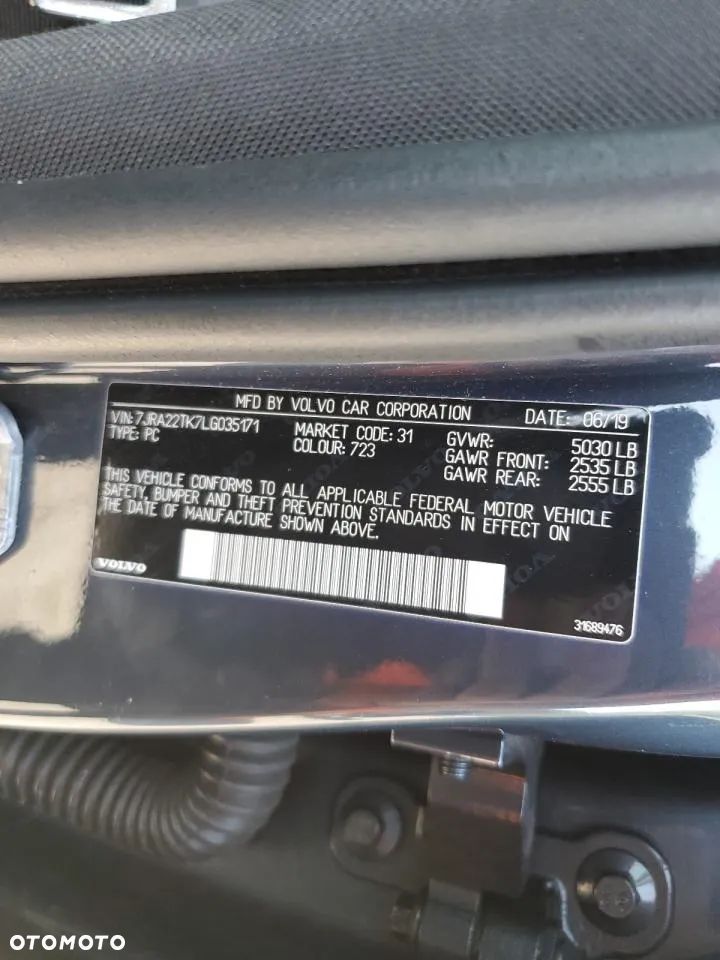 MFD BY VOLVO CAR CORPORATION DATE: 06/19
VIN: 7JRA22TK7LG035171 MARKET CODE: 31 GVWR: 5030 LB
TYPE: PC COLOUR: 723 GAWR FRONT: 2535 LB
GAWR REAR: 2555 LB
THIS VEHICLE CONFORMS TO ALL APPLICABLE FEDERAL MOTOR VEHICLE
SAFETY, BUMPER AND THEFT PREVENTION STANDARDS IN EFFECT ON
THE DATE OF MANUFACTURE SHOWN ABOVE.
VOLVO
31689476
OTOMOTO